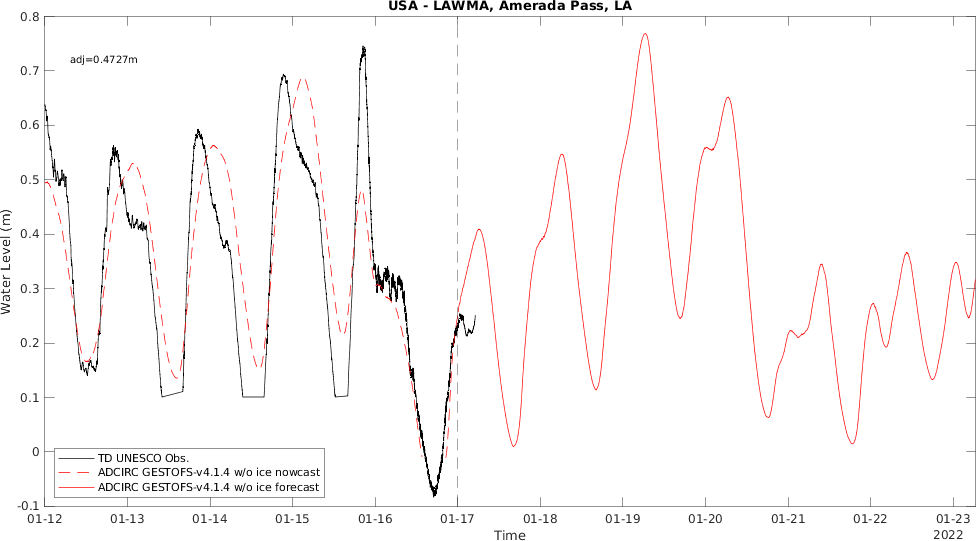 USA - LAWMA, Amerada Pass, LA
0.8
0.7
0.6
0.5
0.4
0.3
0.2
0.1
0
-0.1
Water Level (m)
adj=0.4727m
TD UNESCO Obs.
ADCIRC GESTOFS-v4.1.4 w/o ice nowcast
ADCIRC GESTOFS-v4.1.4 w/o ice forecast
01-12 01-13 01-14 01-15 01-16 01-17 01-18 01-19 01-20 01-21 01-22 01-23
Time
2022